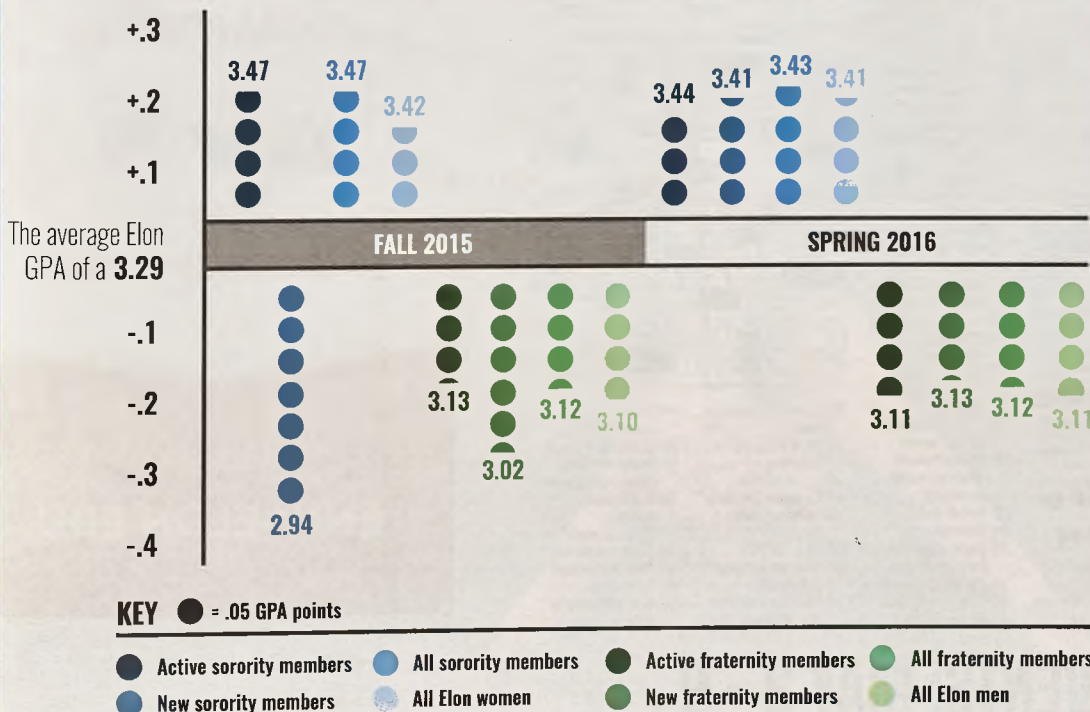 +.3
3.47
3.47
3.42
3.44
3.41
3.43
3.41
+.2
+.1
The average Elon
GPA of a 3.29
FALL 2015
SPRING 2016
-.1
-.2
3.13
3.12
3.10
3.11
3.13
3.12
3.11
3.02
-.3
2.94
-.4
KEY = .05 GPA points
Active sorority members
All sorority members
Active fraternity members
All fraternity members
New sorority members
All Elon women
New fraternity members
All Elon men